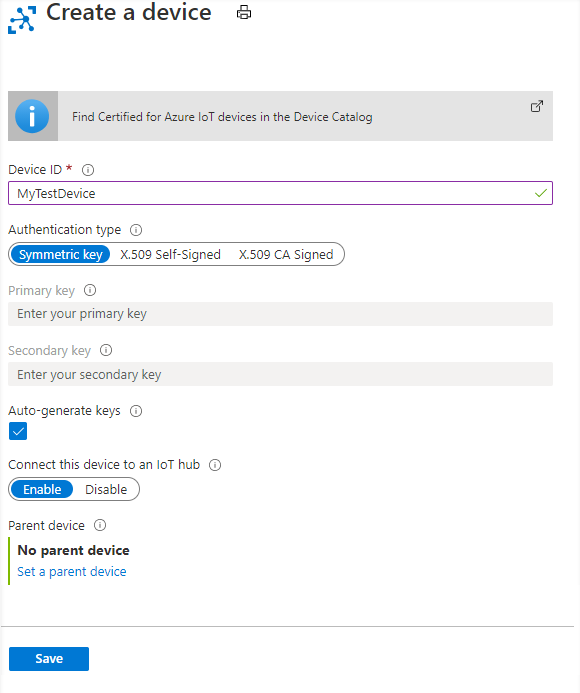 Create a device
Find Certified for Azure IoT devices in the Device Catalog
Device ID *
MyTestDevice
Authentication type
Symmetric key X.509 Self-Signed X.509 CA Signed
Primary key
Enter your primary key
Secondary key
Enter your secondary key
Auto-generate keys
Connect this device to an IoT hub
Enable Disable
Parent device
No parent device
Set a parent device
Save